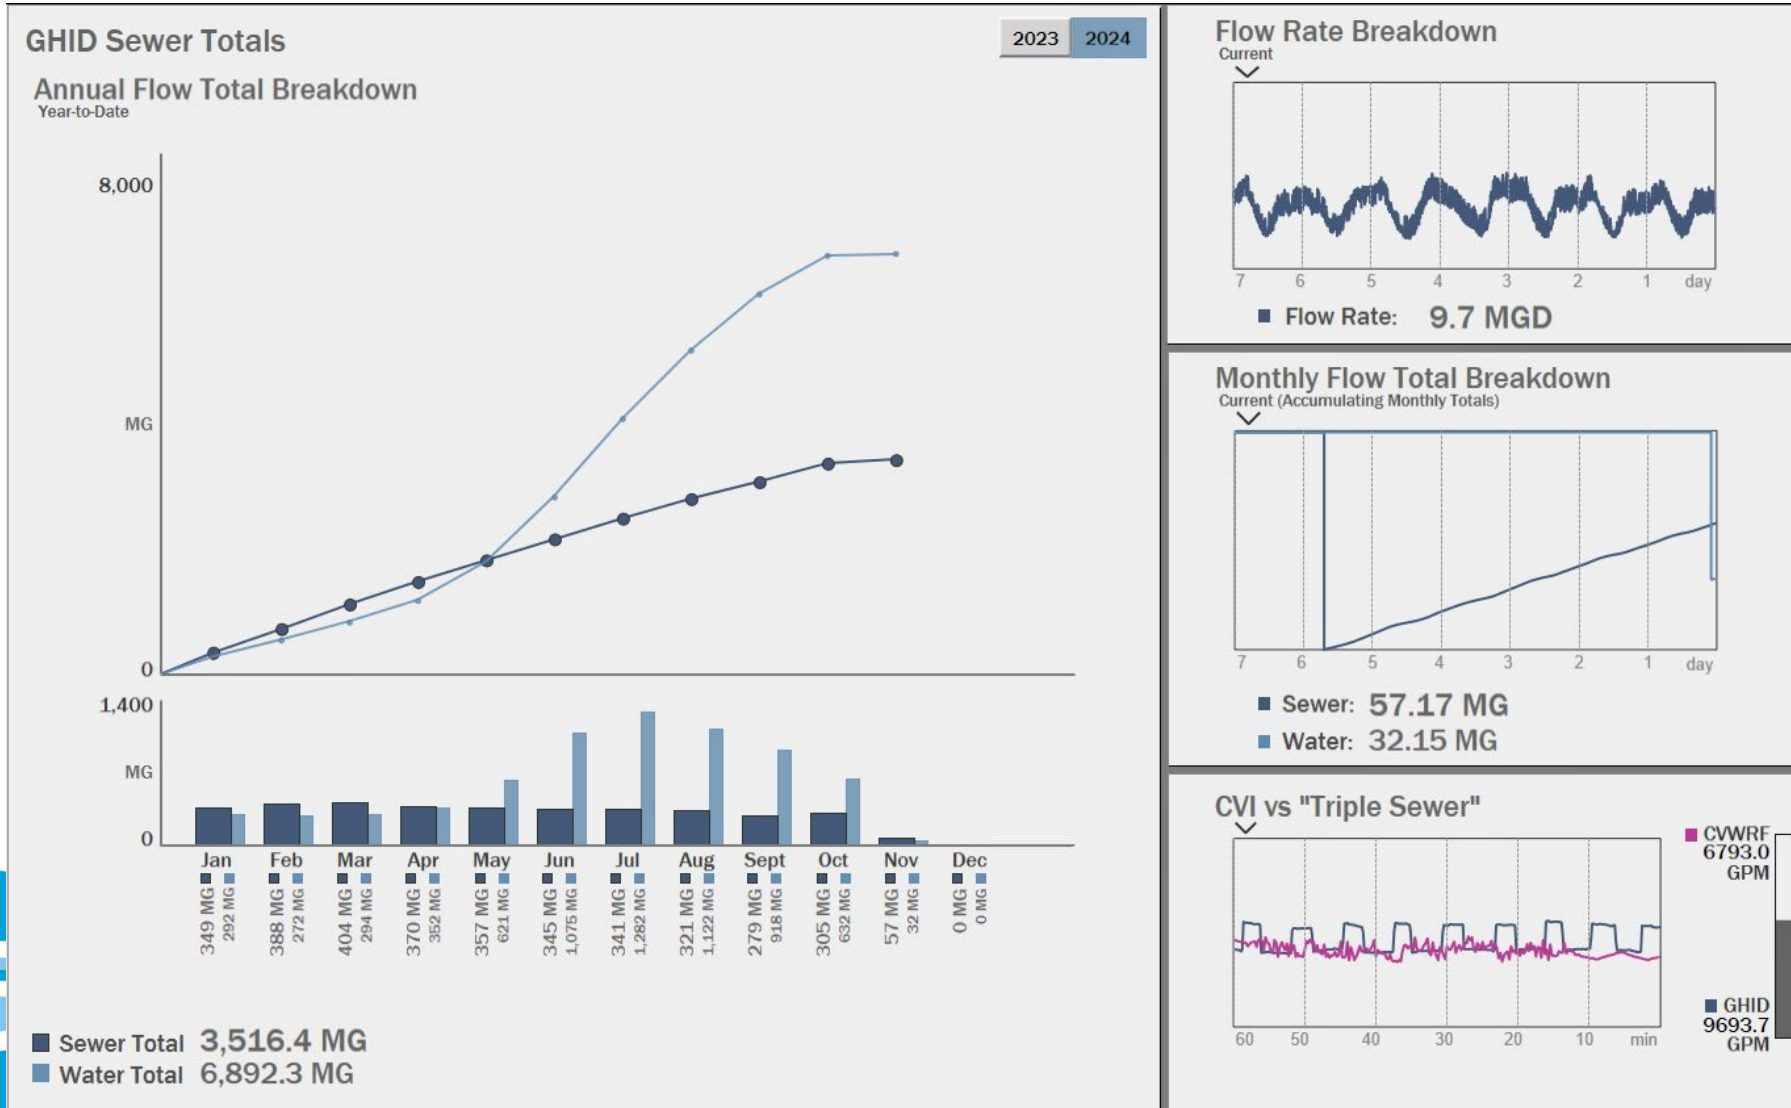 GHID Sewer Totals
2023 2024
Annual Flow Total Breakdown
Year-to-Date
8,000
MG
0
1,400
MG
0
Jan Feb Mar Apr May Jun Jul Aug Sept Oct Nov Dec
349 MG 292 MG
388 MG 272 MG
404 MG 294 MG
370 MG 352 MG
357 MG 621 MG
345 MG 1,075 MG
341 MG 1,282 MG
321 MG 1,122 MG
279 MG 918 MG
305 MG 632 MG
57 MG 32 MG
0 MG 0 MG
Sewer Total 3,516.4 MG
Water Total 6,892.3 MG
Flow Rate Breakdown
Current
7 6 5 4 3 2 1 day
Flow Rate: 9.7 MGD
Monthly Flow Total Breakdown
Current (Accumulating Monthly Totals)
7 6 5 4 3 2 1 day
Sewer: 57.17 MG
Water: 32.15 MG
CVI vs "Triple Sewer"
CVWRF
6793.0
GPM
GHID
9693.7
GPM
60 50 40 30 20 10 min